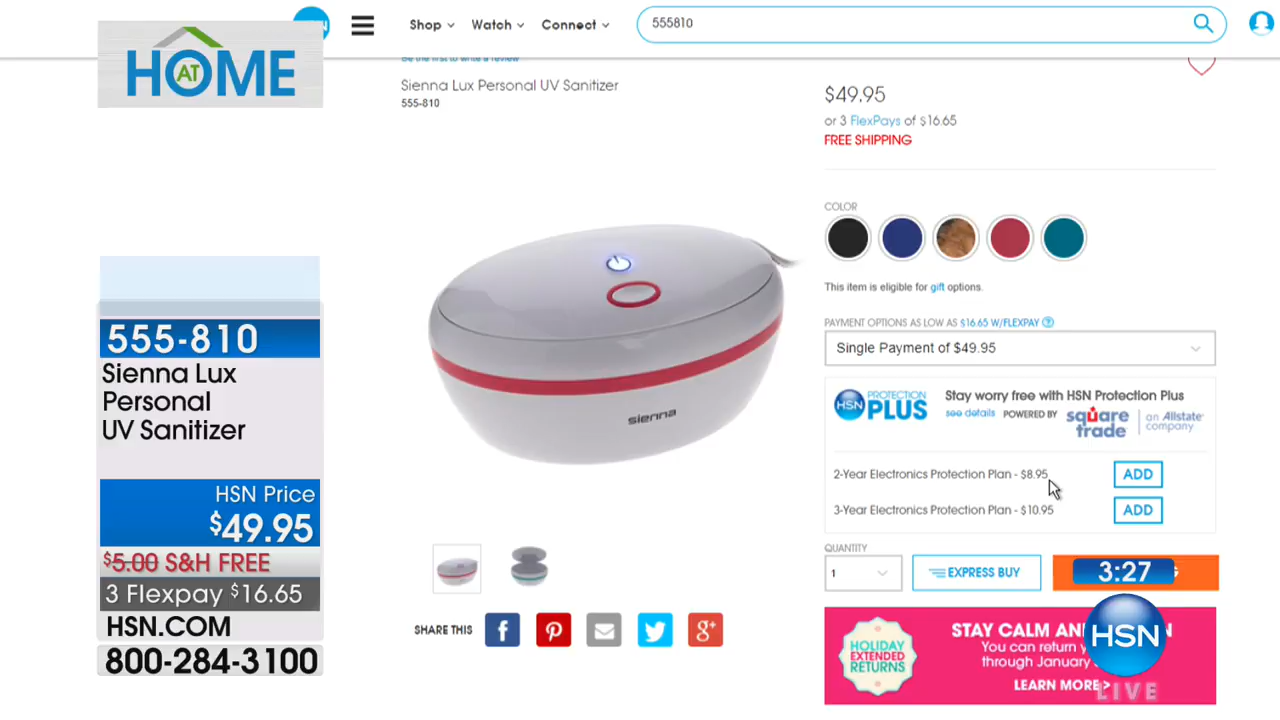 HSN
Shop
Watch
Connect
555810
AT
HOME
Sienna Lux Personal UV Sanitizer
555-810
$49.95
or 3 FlexPays of $16.65
FREE SHIPPING
COLOR
This item is eligible for gift options.
PAYMENT OPTIONS AS LOW AS $16.65 W/FLEXPAY ?
Single Payment of $49.95
HSN PROTECTION PLUS
Stay worry free with HSN Protection Plus
see details POWERED BY square trade | an Allstate company
2-Year Electronics Protection Plan - $8.95
ADD
3-Year Electronics Protection Plan - $10.95
ADD
QUANTITY
1
EXPRESS BUY
3:27
sienna
SHARE THIS
f
g+
HOLIDAY
EXTENDED
RETURNS
STAY CALM AN
You can return y
through January
LEARN MORE >
HSN
LIVE
555-810
Sienna Lux
Personal
UV Sanitizer
HSN Price
$49.95
$5.00 S&H FREE
3 Flexpay $16.65
HSN.COM
800-284-3100